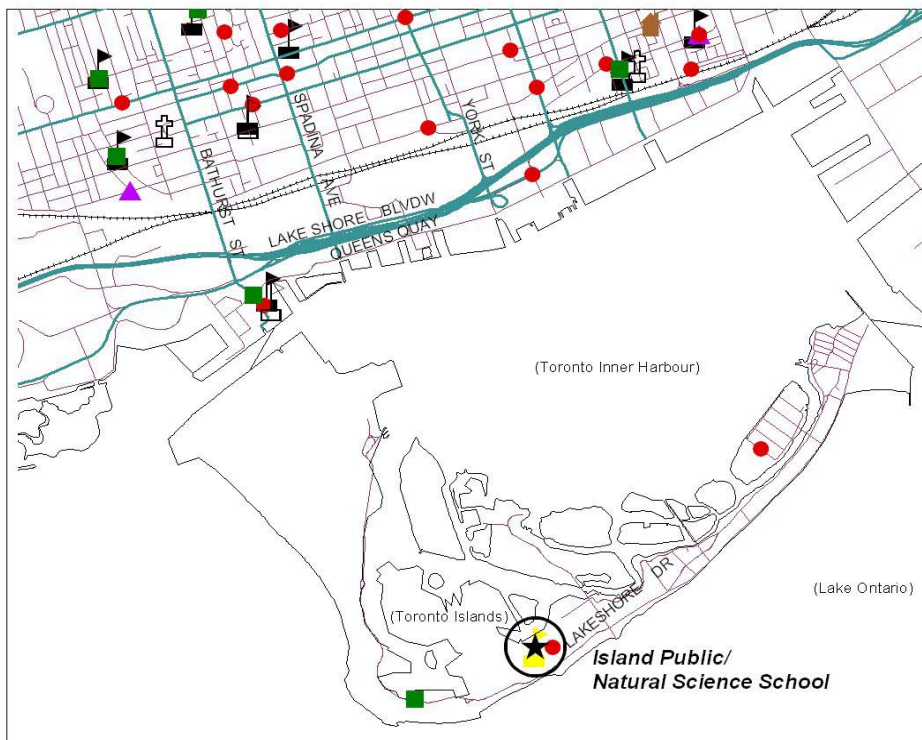 SPADINA AVE
YORK ST
BATHURST ST
LAKE SHORE BLVDW
QUEENS QUAY
(Toronto Inner Harbour)
(Lake Ontario)
LAKESHORE DR
(Toronto Islands)
Island Public/
Natural Science School